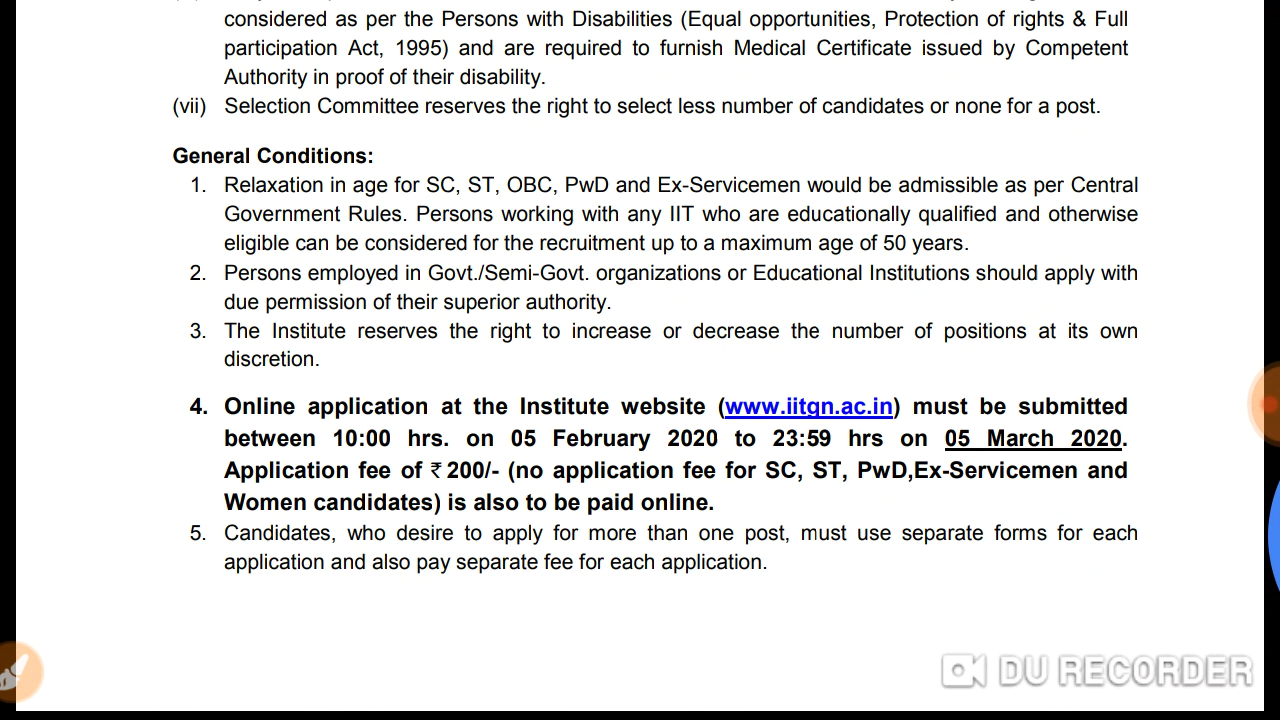 considered as per the Persons with Disabilities (Equal opportunities, Protection of rights & Full
participation Act, 1995) and are required to furnish Medical Certificate issued by Competent
Authority in proof of their disability.
(vii) Selection Committee reserves the right to select less number of candidates or none for a post.
General Conditions:
1. Relaxation in age for SC, ST, OBC, PwD and Ex-Servicemen would be admissible as per Central
Government Rules. Persons working with any IIT who are educationally qualified and otherwise
eligible can be considered for the recruitment up to a maximum age of 50 years.
2. Persons employed in Govt./Semi-Govt. organizations or Educational Institutions should apply with
due permission of their superior authority.
3. The Institute reserves the right to increase or decrease the number of positions at its own
discretion.
4. Online application at the Institute website (www.iitgn.ac.in) must be submitted
between 10:00 hrs. on 05 February 2020 to 23:59 hrs on 05 March 2020.
Application fee of ₹ 200/- (no application fee for SC, ST, PwD,Ex-Servicemen and
Women candidates) is also to be paid online.
5. Candidates, who desire to apply for more than one post, must use separate forms for each
application and also pay separate fee for each application.
DU RECORDER